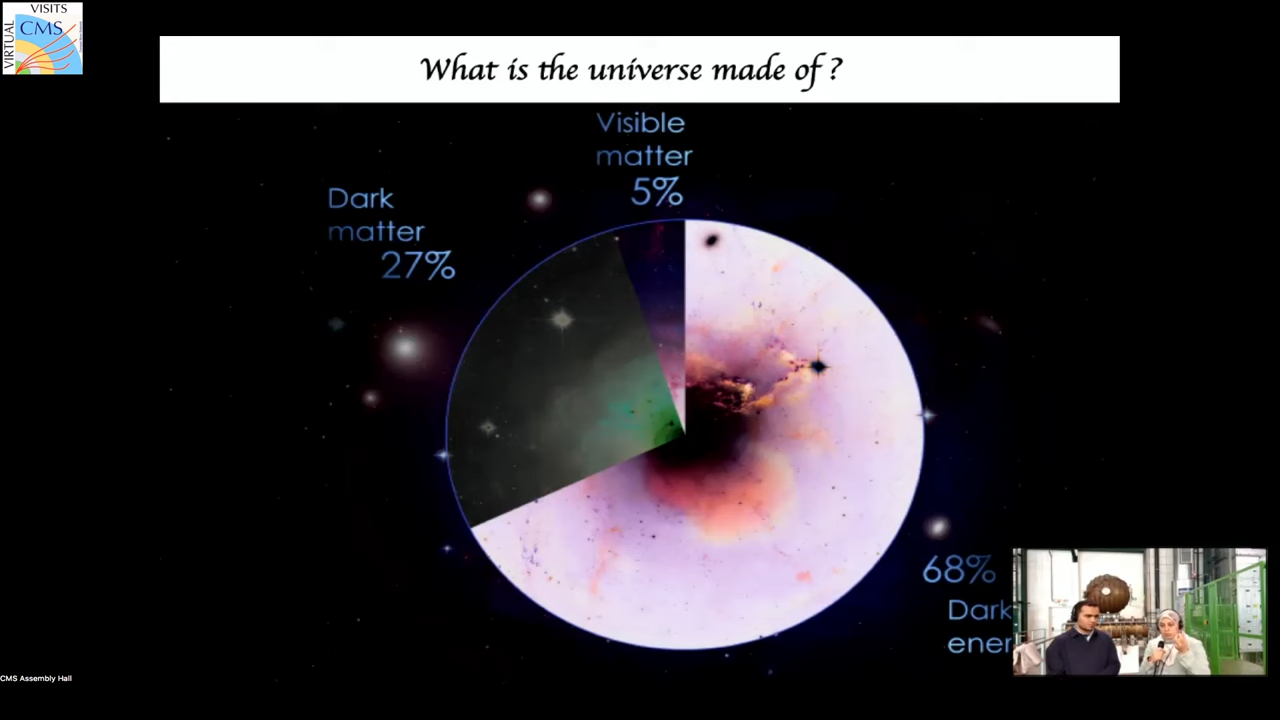 VISITS
CMS
VIRTUAL
What is the universe made of ?
Visible
matter
5%
Dark
matter
27%
68%
Dark
ener
CMS Assembly Hall